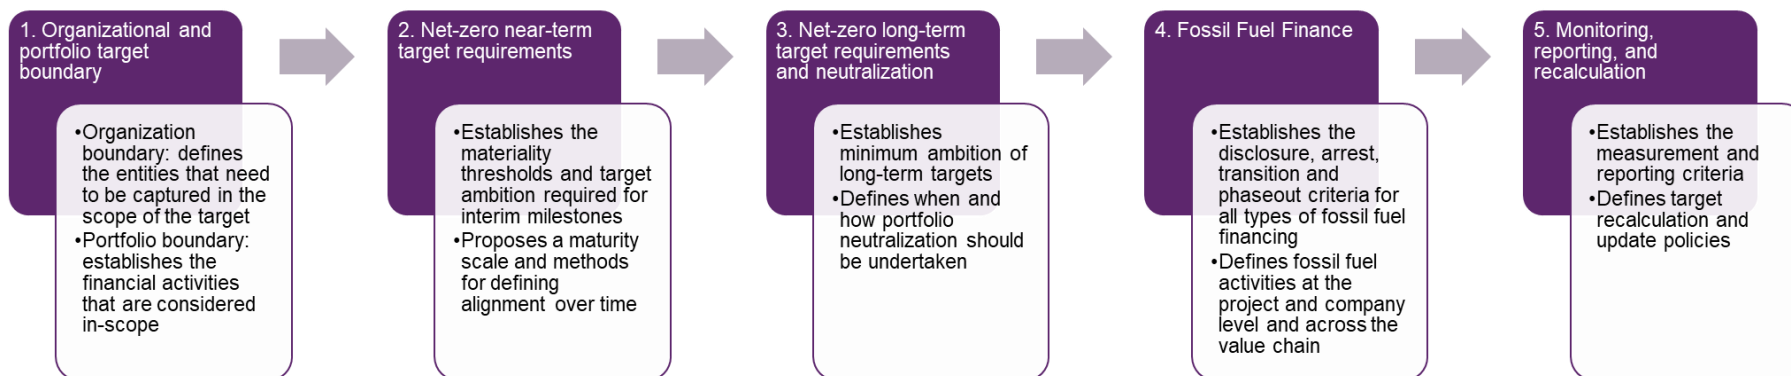 1. Organizational and
portfolio target
boundary
•Organization
boundary: defines
the entities that need
to be captured in the
scope of the target
•Portfolio boundary:
establishes the
financial activities
that are considered
in-scope
2. Net-zero near-term
target requirements
•Establishes the
materiality
thresholds and target
ambition required for
interim milestones
•Proposes a maturity
scale and methods
for defining
alignment over time
3. Net-zero long-term
target requirements
and neutralization
•Establishes
minimum ambition of
long-term targets
•Defines when and
how portfolio
neutralization should
be undertaken
4. Fossil Fuel Finance
•Establishes the
disclosure, arrest,
transition and
phaseout criteria for
all types of fossil fuel
financing
•Defines fossil fuel
activities at the
project and company
level and across the
value chain
5. Monitoring,
reporting, and
recalculation
•Establishes the
measurement and
reporting criteria
•Defines target
recalculation and
update policies